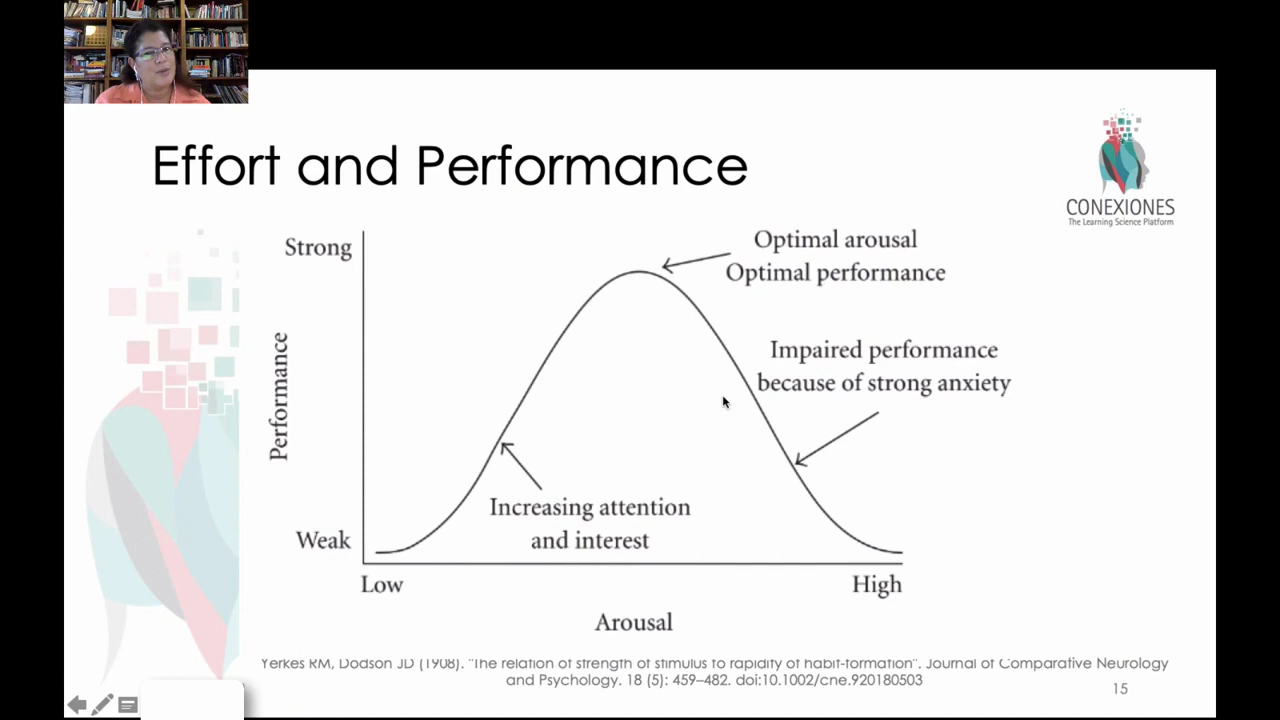 Effort and Performance
CONEXIONES
The Learning Science Platform
Strong
Optimal arousal
Optimal performance
Performance
Impaired performance
because of strong anxiety
Increasing attention
and interest
Weak
Low
High
Arousal
Yerkes RM, Dodson JD (1908). "The relation of strength of stimulus to rapidity of habit-formation". Journal of Comparative Neurology
and Psychology. 18 (5): 459–482. doi:10.1002/cne.920180503
15